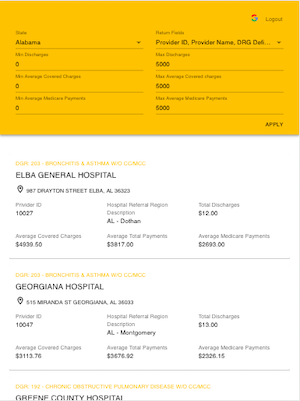 Logout
State
Return Fields
Alabama
Provider ID, Provider Name, DRG Defi...
Min Discharges
Max Discharges
0
5000
Min Average Covered Charges
Max Average Covered charges
0
5000
Min Average Medicare Payments
Max Average Medicare Payments
0
5000
APPLY
DGR: 203 - BRONCHITIS & ASTHMA W/O CC/MCC
ELBA GENERAL HOSPITAL
987 DRAYTON STREET ELBA, AL 36323
Provider ID
Hospital Referral Region Description
Total Discharges
10027
AL - Dothan
$12.00
Average Covered Charges
Average Total Payments
Average Medicare Payments
$4939.50
$3817.00
$2693.00
DGR: 203 - BRONCHITIS & ASTHMA W/O CC/MCC
GEORGIANA HOSPITAL
515 MIRANDA ST GEORGIANA, AL 36033
Provider ID
Hospital Referral Region Description
Total Discharges
10047
AL - Montgomery
$13.00
Average Covered Charges
Average Total Payments
Average Medicare Payments
$3113.76
$3676.92
$2326.15
DGR: 192 - CHRONIC OBSTRUCTIVE PULMONARY DISEASE W/O CC/MCC
GREENE COUNTY HOSPITAL